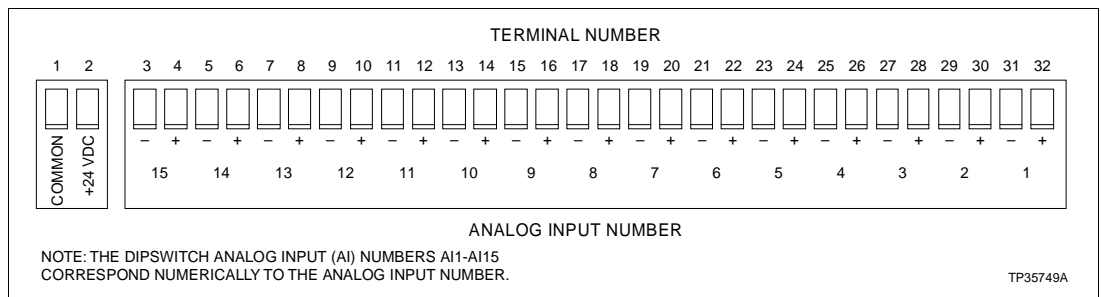 TERMINAL NUMBER
1 2 3 4 5 6 7 8 9 10 11 12 13 14 15 16 17 18 19 20 21 22 23 24 25 26 27 28 29 30 31 32
– + – + – + – + – + – + – + – + – + – + – + – + – + – + – +
COMMON
+24 VDC
15 14 13 12 11 10 9 8 7 6 5 4 3 2 1
ANALOG INPUT NUMBER
NOTE: THE DIPSWITCH ANALOG INPUT (AI) NUMBERS AI1-AI15
CORRESPOND NUMERICALLY TO THE ANALOG INPUT NUMBER.
TP35749A